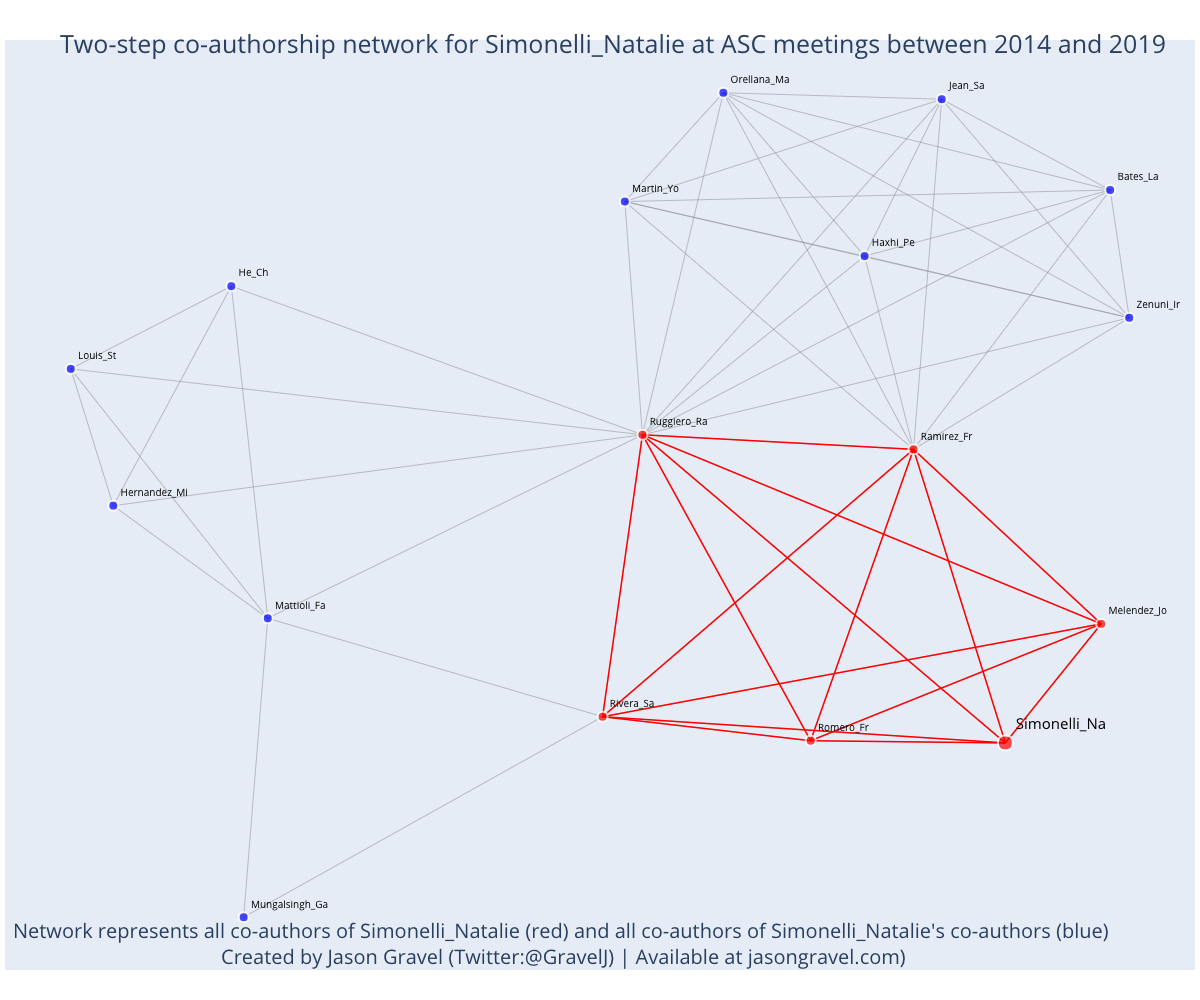 Two-step co-authorship network for Simonelli_Natalie at ASC meetings between 2014 and 2019
Orellana_Ma
Jean_Sa
Bates_La
Martin_Yo
Haxhi_Pe
He_Ch
Zenuni_Ir
Louis_St
Ruggiero_Ra
Ramirez_Fr
Hernandez_Mi
Mattioli_Fa
Melendez_Jo
Rivera_Sa
Romero_Fr
Simonelli_Na
Mungalsingh_Ga
Network represents all co-authors of Simonelli_Natalie (red) and all co-authors of Simonelli_Natalie's co-authors (blue)
Created by Jason Gravel (Twitter:@GravelJ) | Available at jasongravel.com)